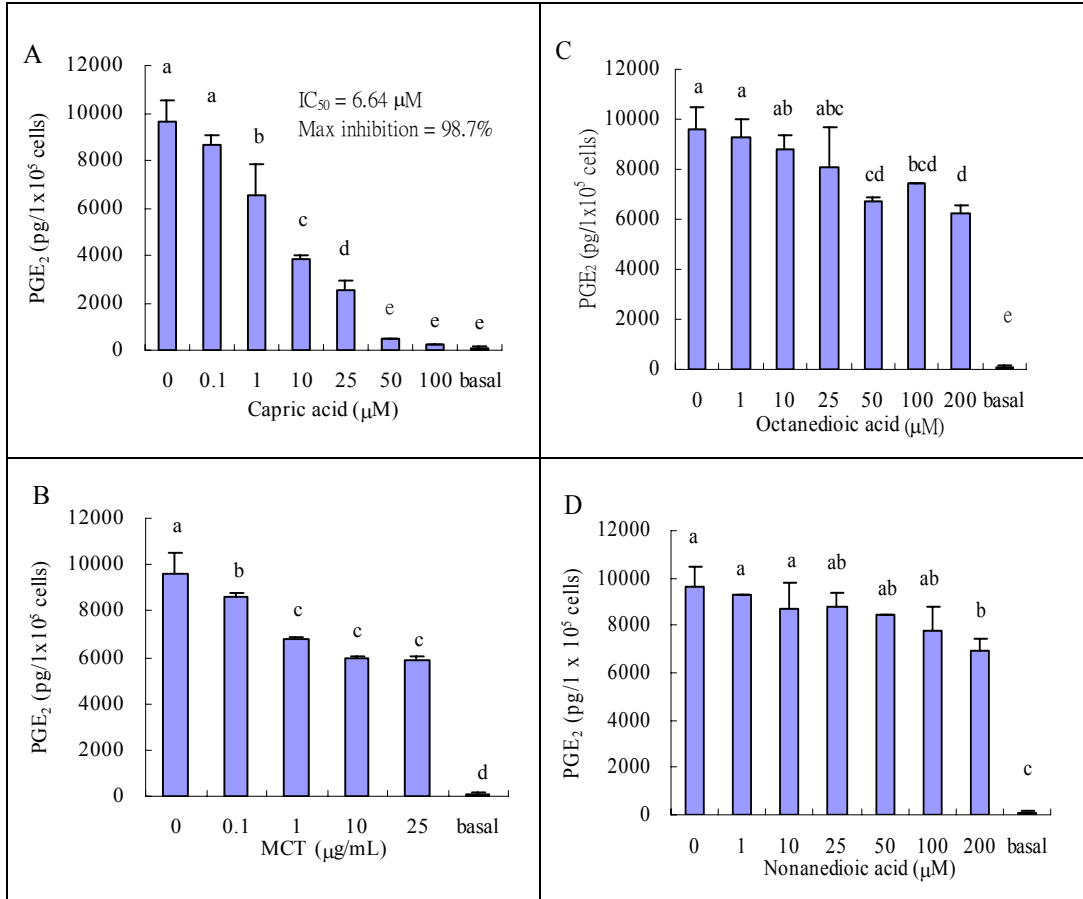 A
PGE2 (pg/1x10^5 cells)
12000
10000
8000
6000
4000
2000
0
a
a
b
c
d
e
e
e
IC50 = 6.64 μM
Max inhibition = 98.7%
0 0.1 1 10 25 50 100 basal
Capric acid (μM)
C
PGE2 (pg/1x10^5 cells)
12000
10000
8000
6000
4000
2000
0
a
a
ab
abc
cd
bcd
d
e
0 1 10 25 50 100 200 basal
Octanedioic acid (μM)
B
PGE2 (pg/1x10^5 cells)
12000
10000
8000
6000
4000
2000
0
a
b
c
c
c
d
0 0.1 1 10 25 basal
MCT (μg/mL)
D
PGE2 (pg/1 x 10^5 cells)
12000
10000
8000
6000
4000
2000
0
a
a
a
ab
ab
ab
b
c
0 1 10 25 50 100 200 basal
Nonanedioic acid (μM)